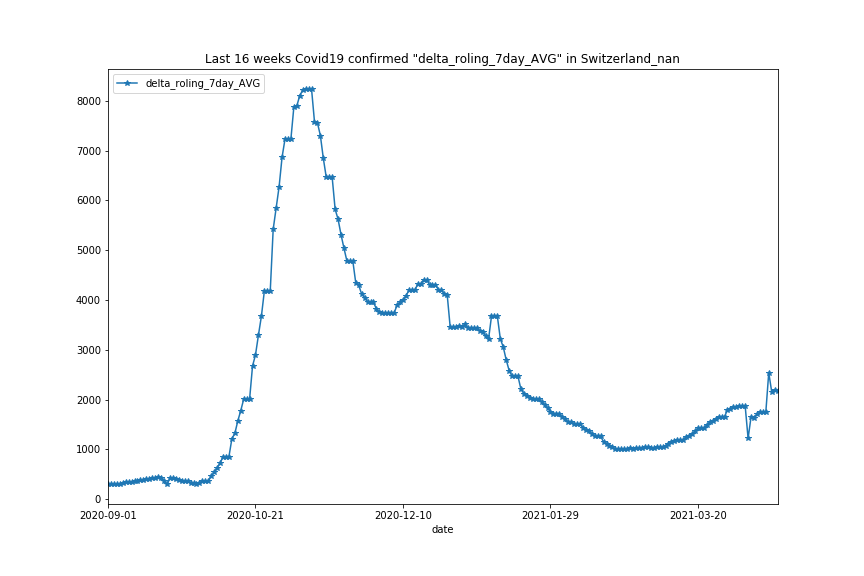 Last 16 weeks Covid19 confirmed "delta_roling_7day_AVG" in Switzerland_nan
delta_roling_7day_AVG
8000
7000
6000
5000
4000
3000
2000
1000
0
2020-09-01 2020-10-21 2020-12-10 2021-01-29 2021-03-20
date